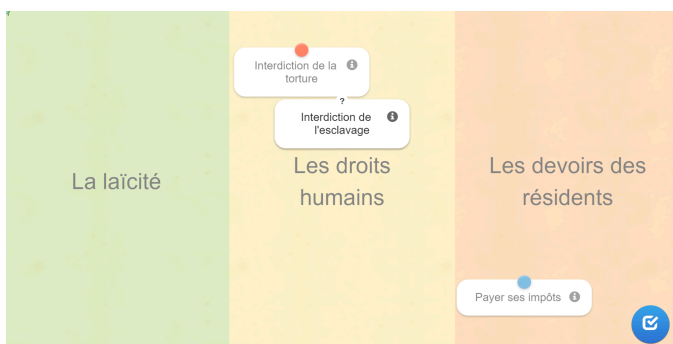 Interdiction de la
torture
?
Interdiction de
l'esclavage
La laïcité
Les droits
humains
Les devoirs des
résidents
Payer ses impôts